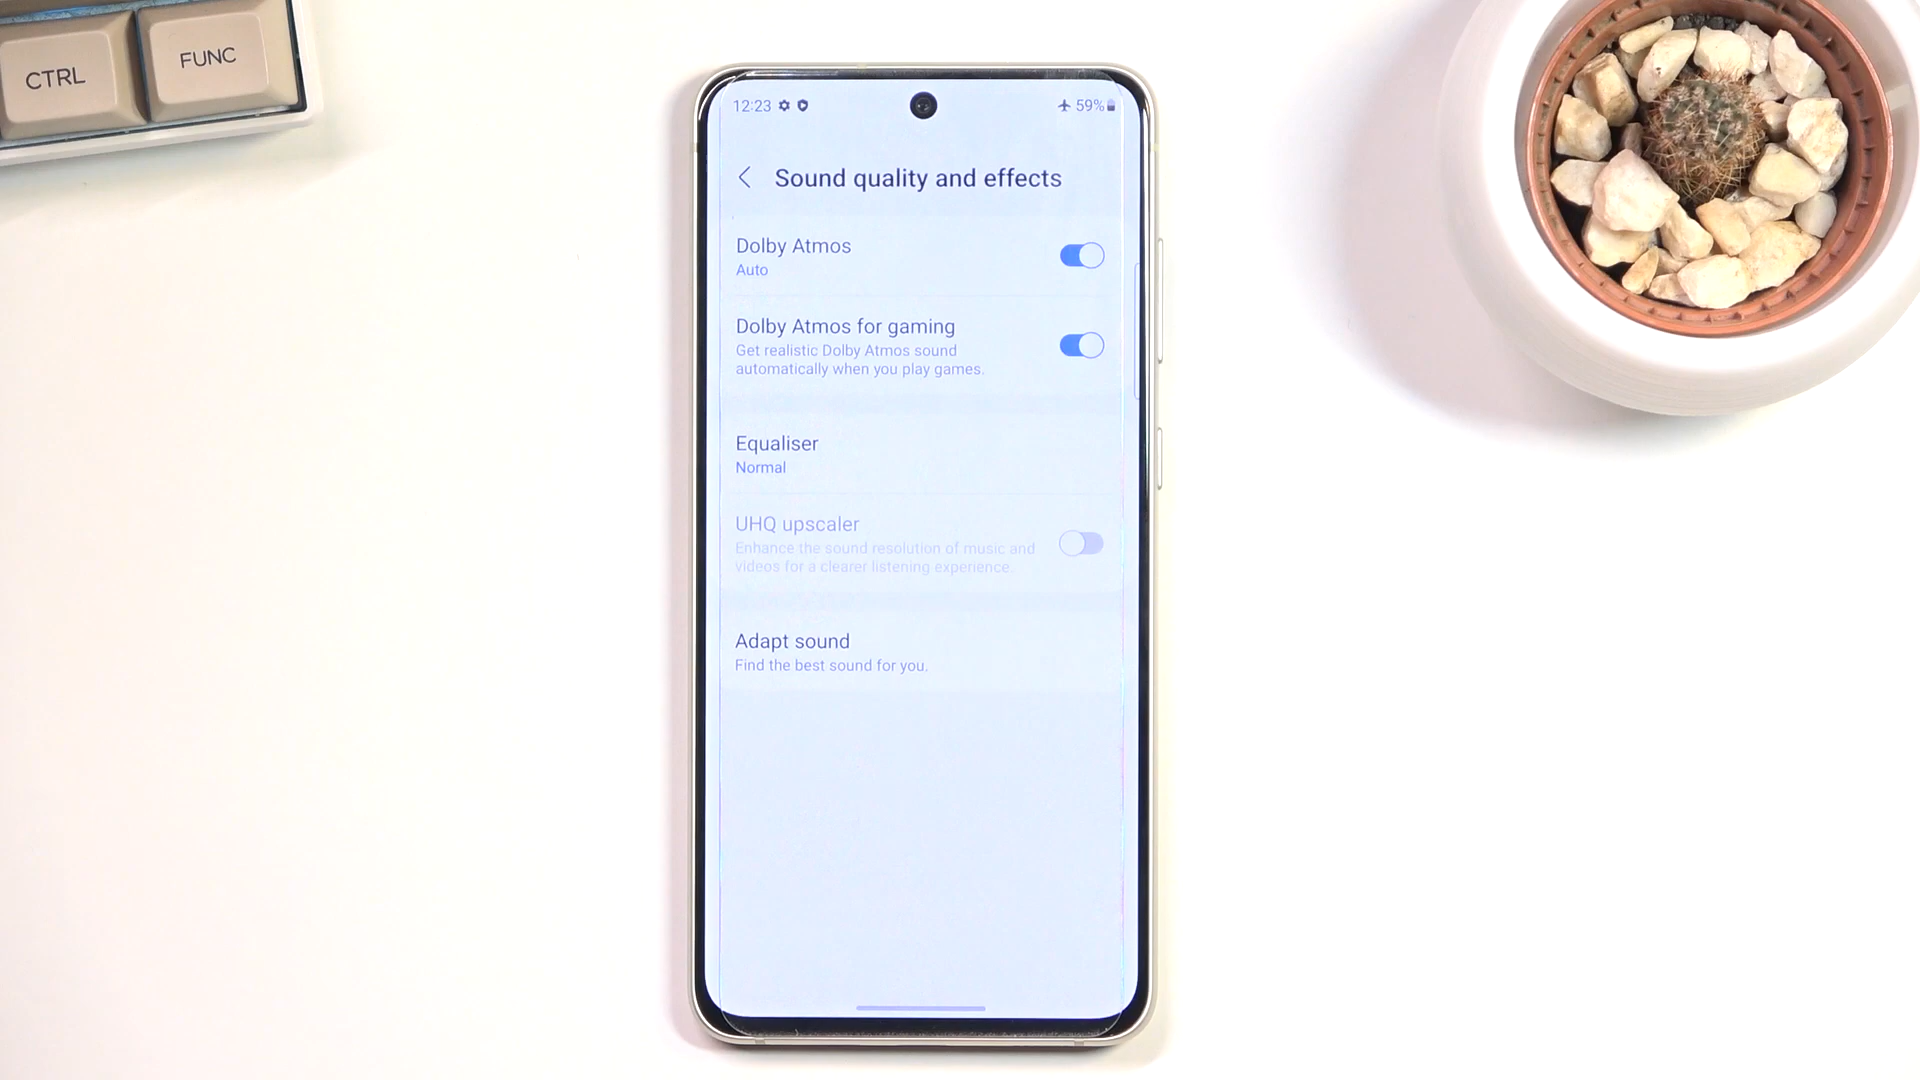 CTRL
FUNC
12:23
59%
Sound quality and effects
Dolby Atmos
Auto
Dolby Atmos for gaming
Get realistic Dolby Atmos sound
automatically when you play games.
Equaliser
Normal
UHQ upscaler
Enhance the sound resolution of music and
videos for a clearer listening experience.
Adapt sound
Find the best sound for you.